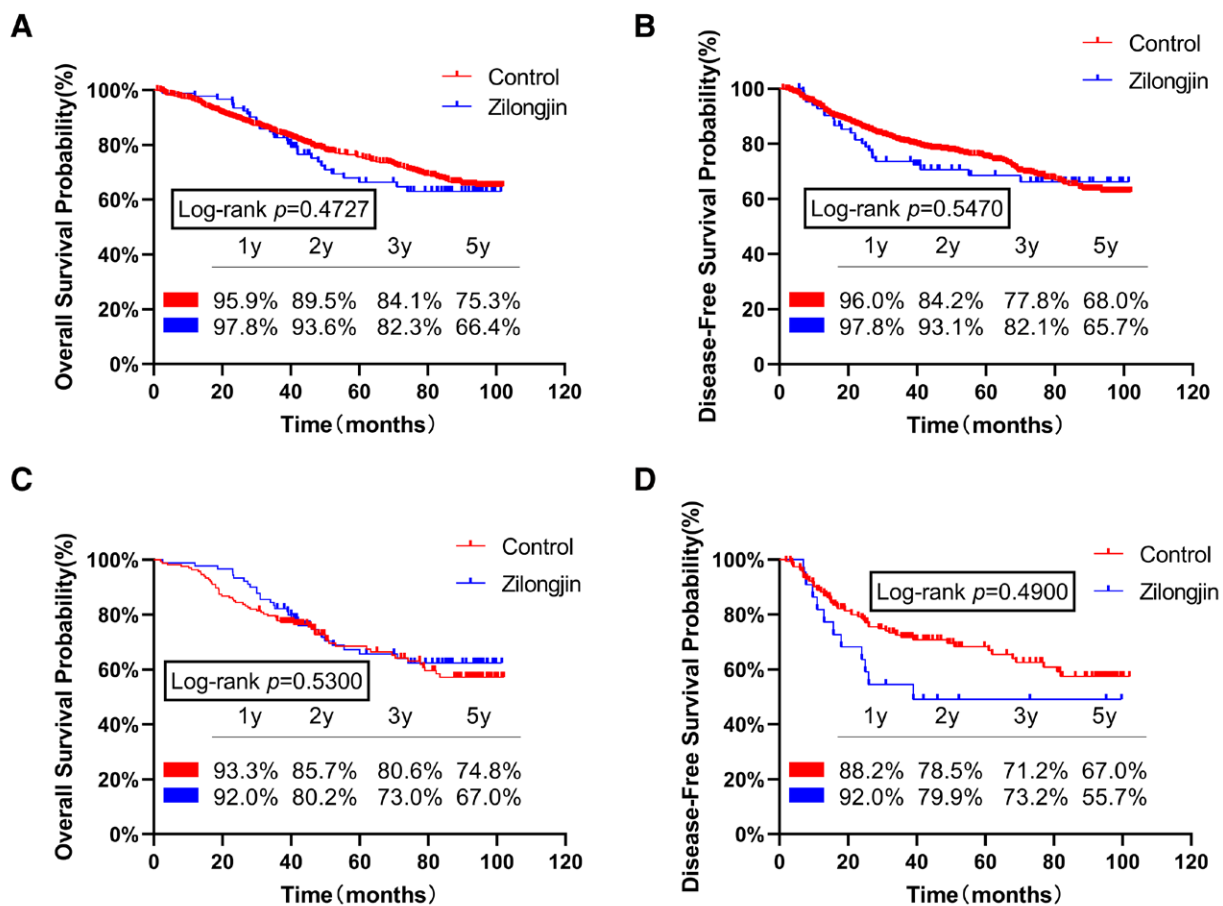 A
Overall Survival Probability(%)
100%
80%
60%
40%
20%
0%
Control
Zilongjin
Log-rank p=0.4727
1y 2y 3y 5y
95.9% 89.5% 84.1% 75.3%
97.8% 93.6% 82.3% 66.4%
0 20 40 60 80 100 120
Time(months)
B
Disease-Free Survival Probability(%)
100%
80
60
40
20
0
Control
Zilongjin
Log-rank p=0.5470
1y 2y 3y 5y
96.0% 84.2% 77.8% 68.0%
97.8% 93.1% 82.1% 65.7%
0 20 40 60 80 100 120
Time(months)
C
Overall Survival Probability(%)
100%
80%
60%
40%
20%
0%
Control
Zilongjin
Log-rank p=0.5300
1y 2y 3y 5y
93.3% 85.7% 80.6% 74.8%
92.0% 80.2% 73.0% 67.0%
0 20 40 60 80 100 120
Time(months)
D
Disease-Free Survival Probability(%)
100%
80%
60%
40%
20%
0%
Control
Zilongjin
Log-rank p=0.4900
1y 2y 3y 5y
88.2% 78.5% 71.2% 67.0%
92.0% 79.9% 73.2% 55.7%
0 20 40 60 80 100 120
Time(months)